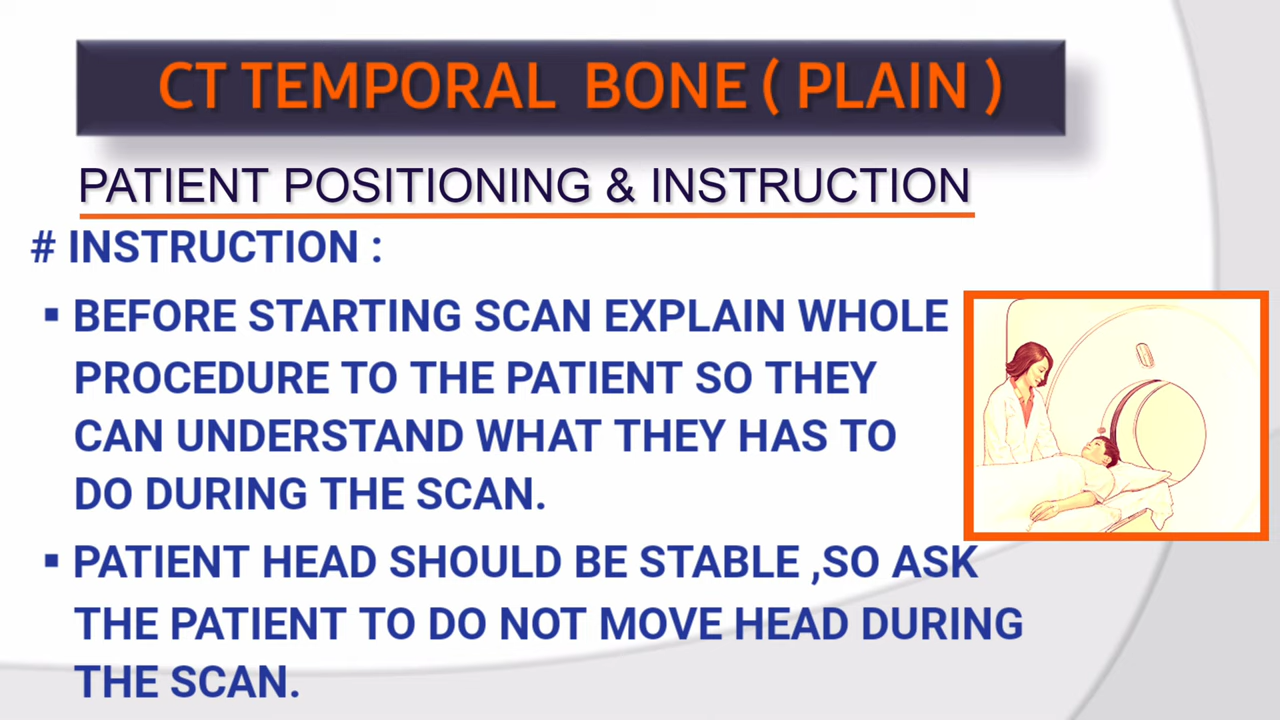 CT TEMPORAL BONE ( PLAIN )
PATIENT POSITIONING & INSTRUCTION
# INSTRUCTION :
▪ BEFORE STARTING SCAN EXPLAIN WHOLE
PROCEDURE TO THE PATIENT SO THEY
CAN UNDERSTAND WHAT THEY HAS TO
DO DURING THE SCAN.
▪ PATIENT HEAD SHOULD BE STABLE ,SO ASK
THE PATIENT TO DO NOT MOVE HEAD DURING
THE SCAN.